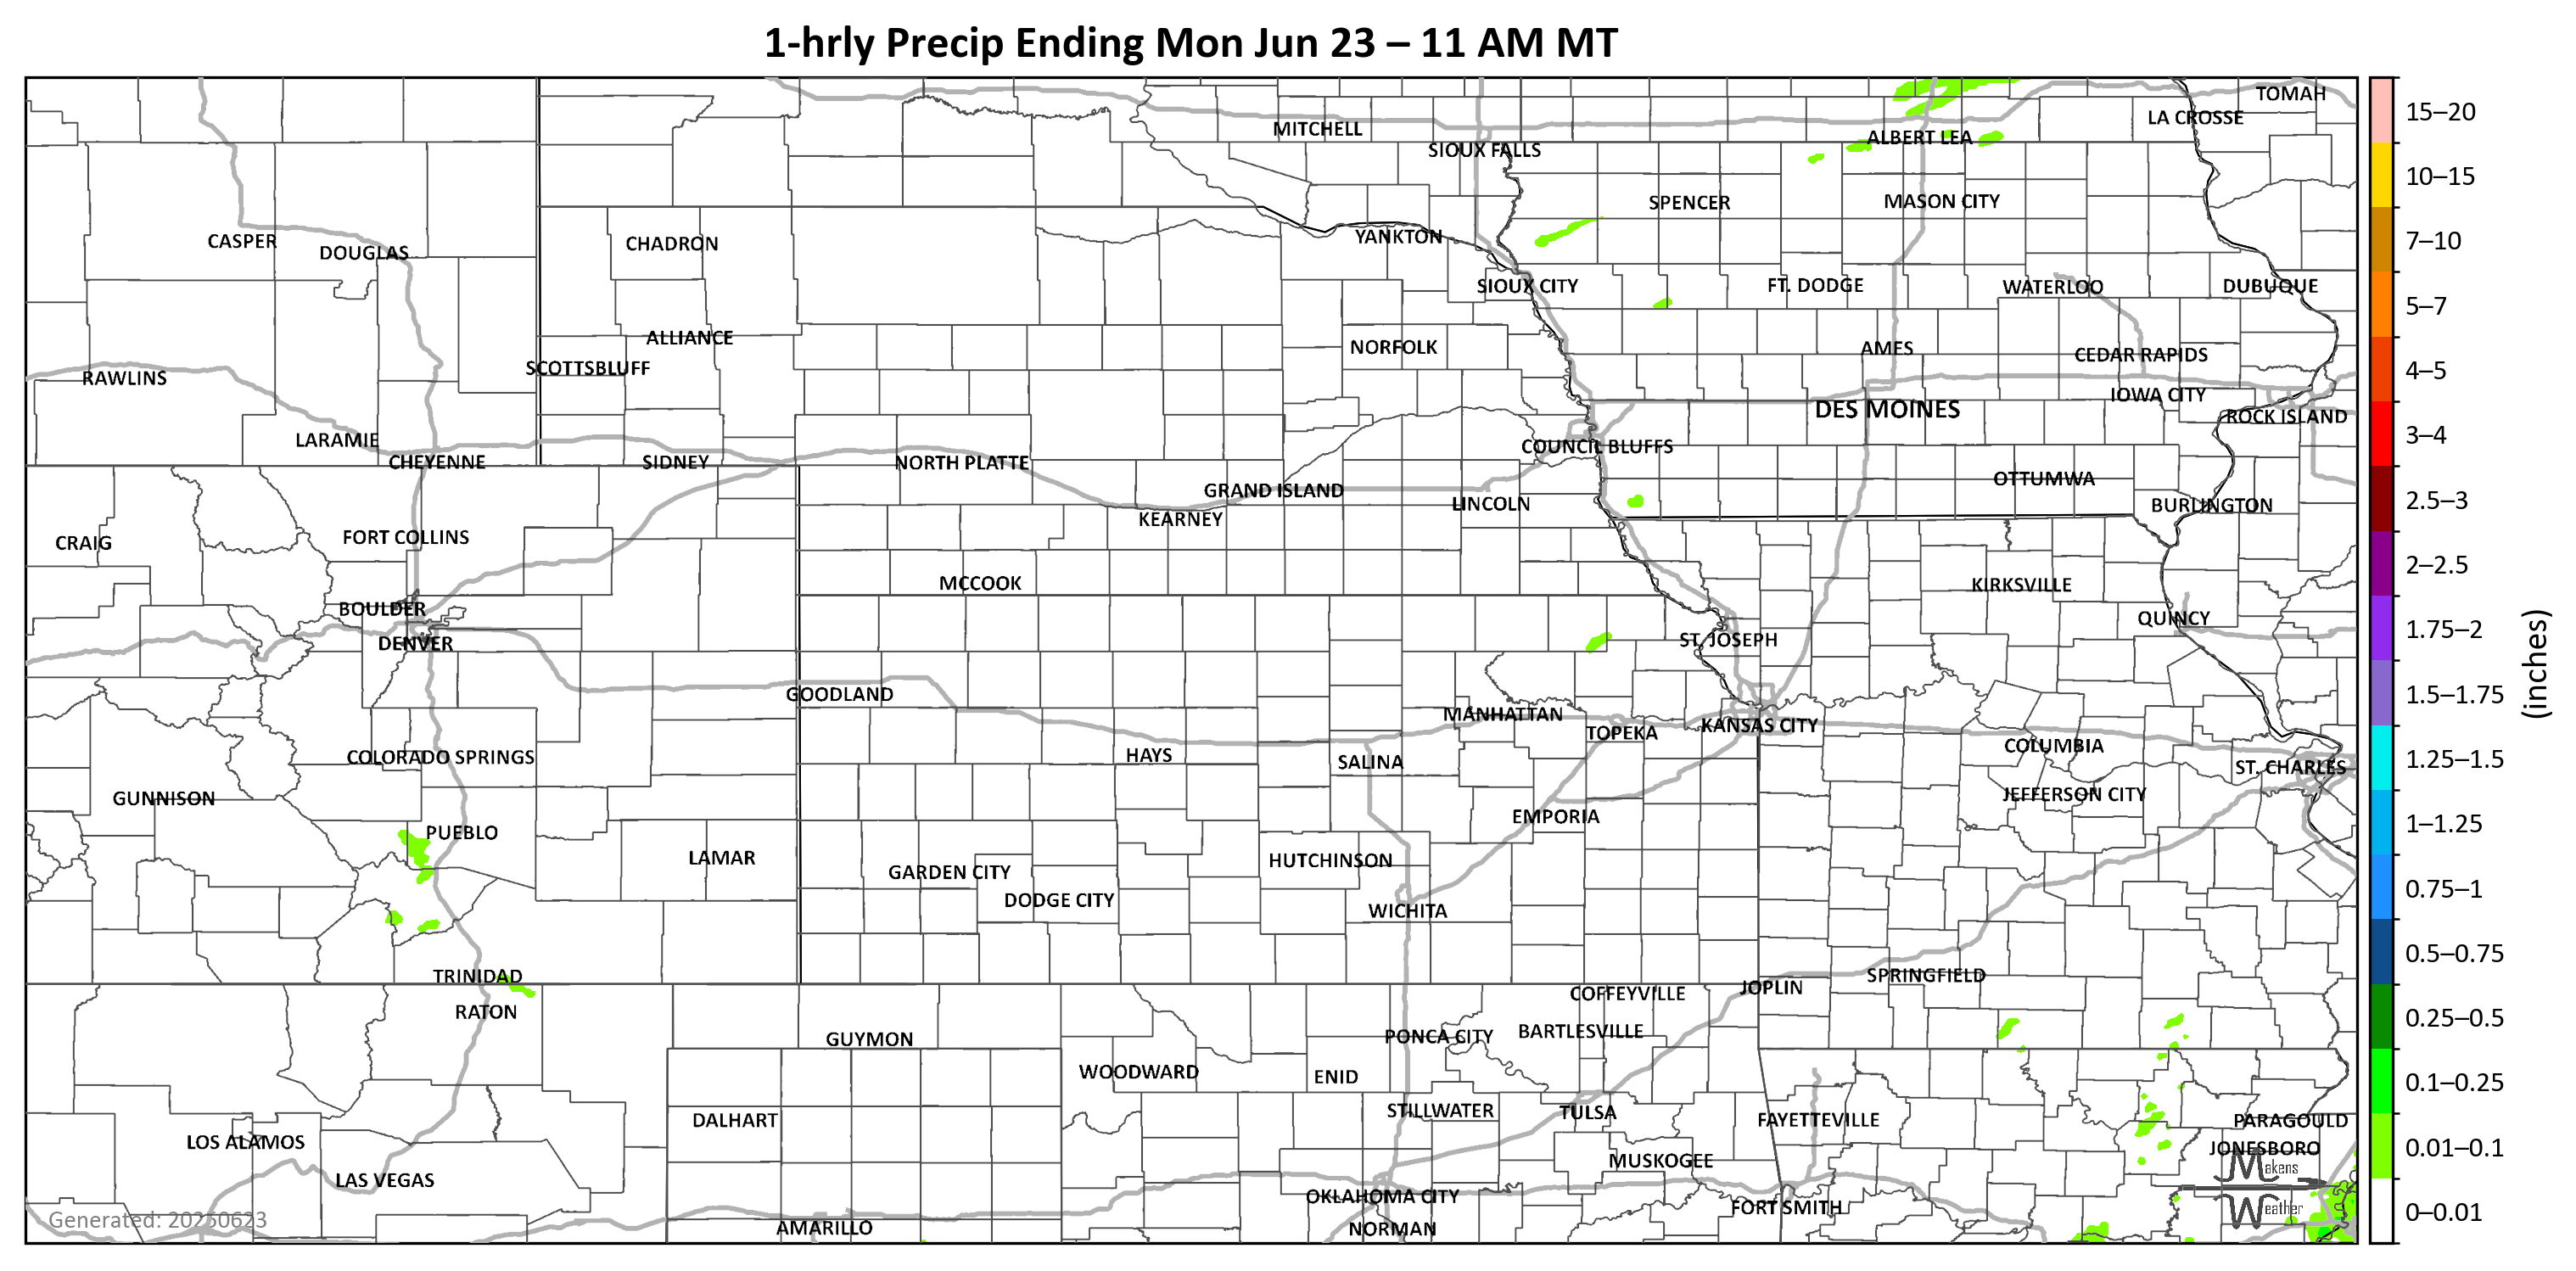 1-hrly Precip Ending Mon Jun 23 – 11 AM MT
TOMAH
LA CROSSE
MITCHELL
ALBERT LEA
SIOUX FALLS
SPENCER
MASON CITY
CASPER
DOUGLAS
CHADRON
YANKTON
SIOUX CITY
FT. DODGE
WATERLOO
DUBUQUE
ALLIANCE
NORFOLK
AMES
CEDAR RAPIDS
SCOTTSBLUFF
RAWLINS
IOWA CITY
DES MOINES
ROCK ISLAND
LARAMIE
COUNCIL BLUFFS
CHEYENNE
SIDNEY
NORTH PLATTE
OTTUMWA
GRAND ISLAND
LINCOLN
BURLINGTON
KEARNEY
FORT COLLINS
CRAIG
MCCOOK
KIRKSVILLE
BOULDER
QUINCY
DENVER
ST. JOSEPH
GOODLAND
MANHATTAN
KANSAS CITY
TOPEKA
COLUMBIA
COLORADO SPRINGS
HAYS
SALINA
ST. CHARLES
GUNNISON
JEFFERSON CITY
EMPORIA
PUEBLO
LAMAR
HUTCHINSON
GARDEN CITY
DODGE CITY
WICHITA
TRINIDAD
SPRINGFIELD
JOPLIN
COFFEYVILLE
RATON
BARTLESVILLE
PONCA CITY
GUYMON
WOODWARD
ENID
STILLWATER
TULSA
DALHART
FAYETTEVILLE
PARAGOULD
LOS ALAMOS
JONESBORO
MUSKOGEE
LAS VEGAS
OKLAHOMA CITY
FORT SMITH
AMARILLO
NORMAN
Generated: 20250623
Makens
Weather
15–20
10–15
7–10
5–7
4–5
3–4
2.5–3
2–2.5
1.75–2
1.5–1.75
1.25–1.5
1–1.25
0.75–1
0.5–0.75
0.25–0.5
0.1–0.25
0.01–0.1
0–0.01
(inches)